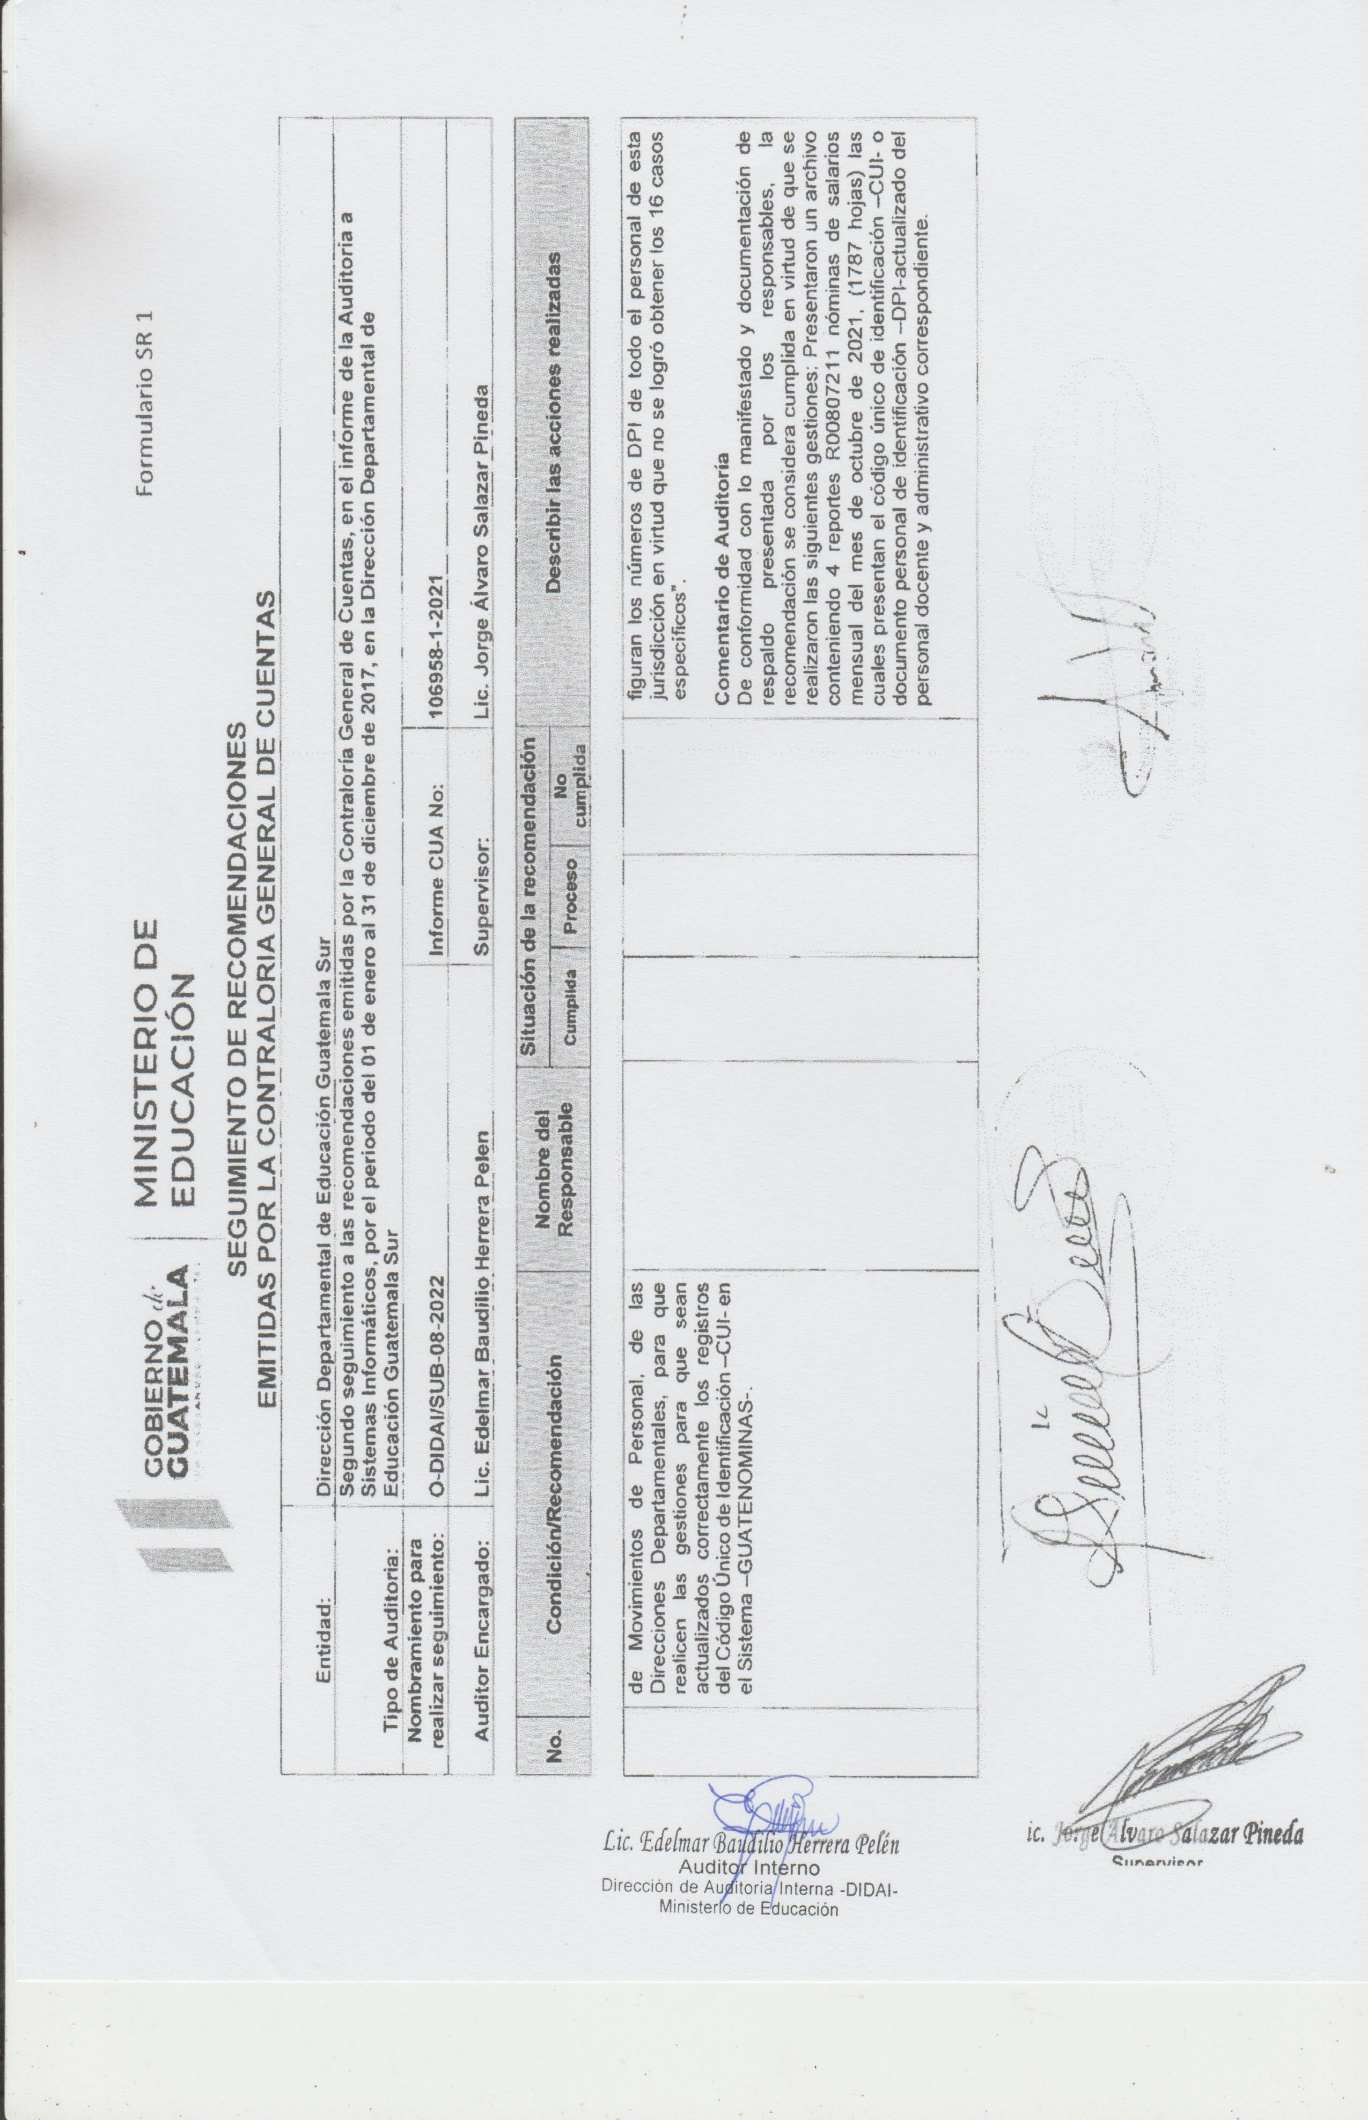 Formulario SR 1
GOBIERNO de
GUATEMALA
MINISTERIO DE
EDUCACIÓN
SEGUIMIENTO DE RECOMENDACIONES
EMITIDAS POR LA CONTRALORIA GENERAL DE CUENTAS
Entidad: Dirección Departamental de Educación Guatemala Sur
Tipo de Auditoria: Segundo seguimiento a las recomendaciones emitidas por la Contraloría General de Cuentas, en el informe de la Auditoria a
Sistemas Informáticos, por el periodo del 01 de enero al 31 de diciembre de 2017, en la Dirección Departamental de
Educación Guatemala Sur
Nombramiento para
realizar seguimiento: O-DIDAI/SUB-08-2022 Informe CUA No: 106958-1-2021
Auditor Encargado: Lic. Edelmar Baudilio Herrera Pelen Supervisor: Lic. Jorge Álvaro Salazar Pineda
No. Condición/Recomendación
Nombre del
Responsable
Situación de la recomendación
Cumplida Proceso
No
cumplida
Describir las acciones realizadas
de Movimientos de Personal, de las
Direcciones Departamentales, para que
realicen las gestiones para que sean
actualizados correctamente los registros
del Código Único de Identificación –CUI- en
el Sistema –GUATENOMINAS-.
figuran los números de DPI de todo el personal de esta
jurisdicción en virtud que no se logró obtener los 16 casos
específicos".
Comentario de Auditoría
De conformidad con lo manifestado y documentación de
respaldo presentada por los responsables, la
recomendación se considera cumplida en virtud de que se
realizaron las siguientes gestiones; Presentaron un archivo
conteniendo 4 reportes R00807211 nóminas de salarios
mensual del mes de octubre de 2021, (1787 hojas) las
cuales presentan el código único de identificación –CUI- o
documento personal de identificación –DPI-actualizado del
personal docente y administrativo correspondiente.
Lic. Edelmar Baudilio Herrera Pelén
Auditor Interno
Dirección de Auditoria Interna -DIDAI-
Ministerio de Educación
ic. Jorge Alvaro Salazar Pineda
Supervisor